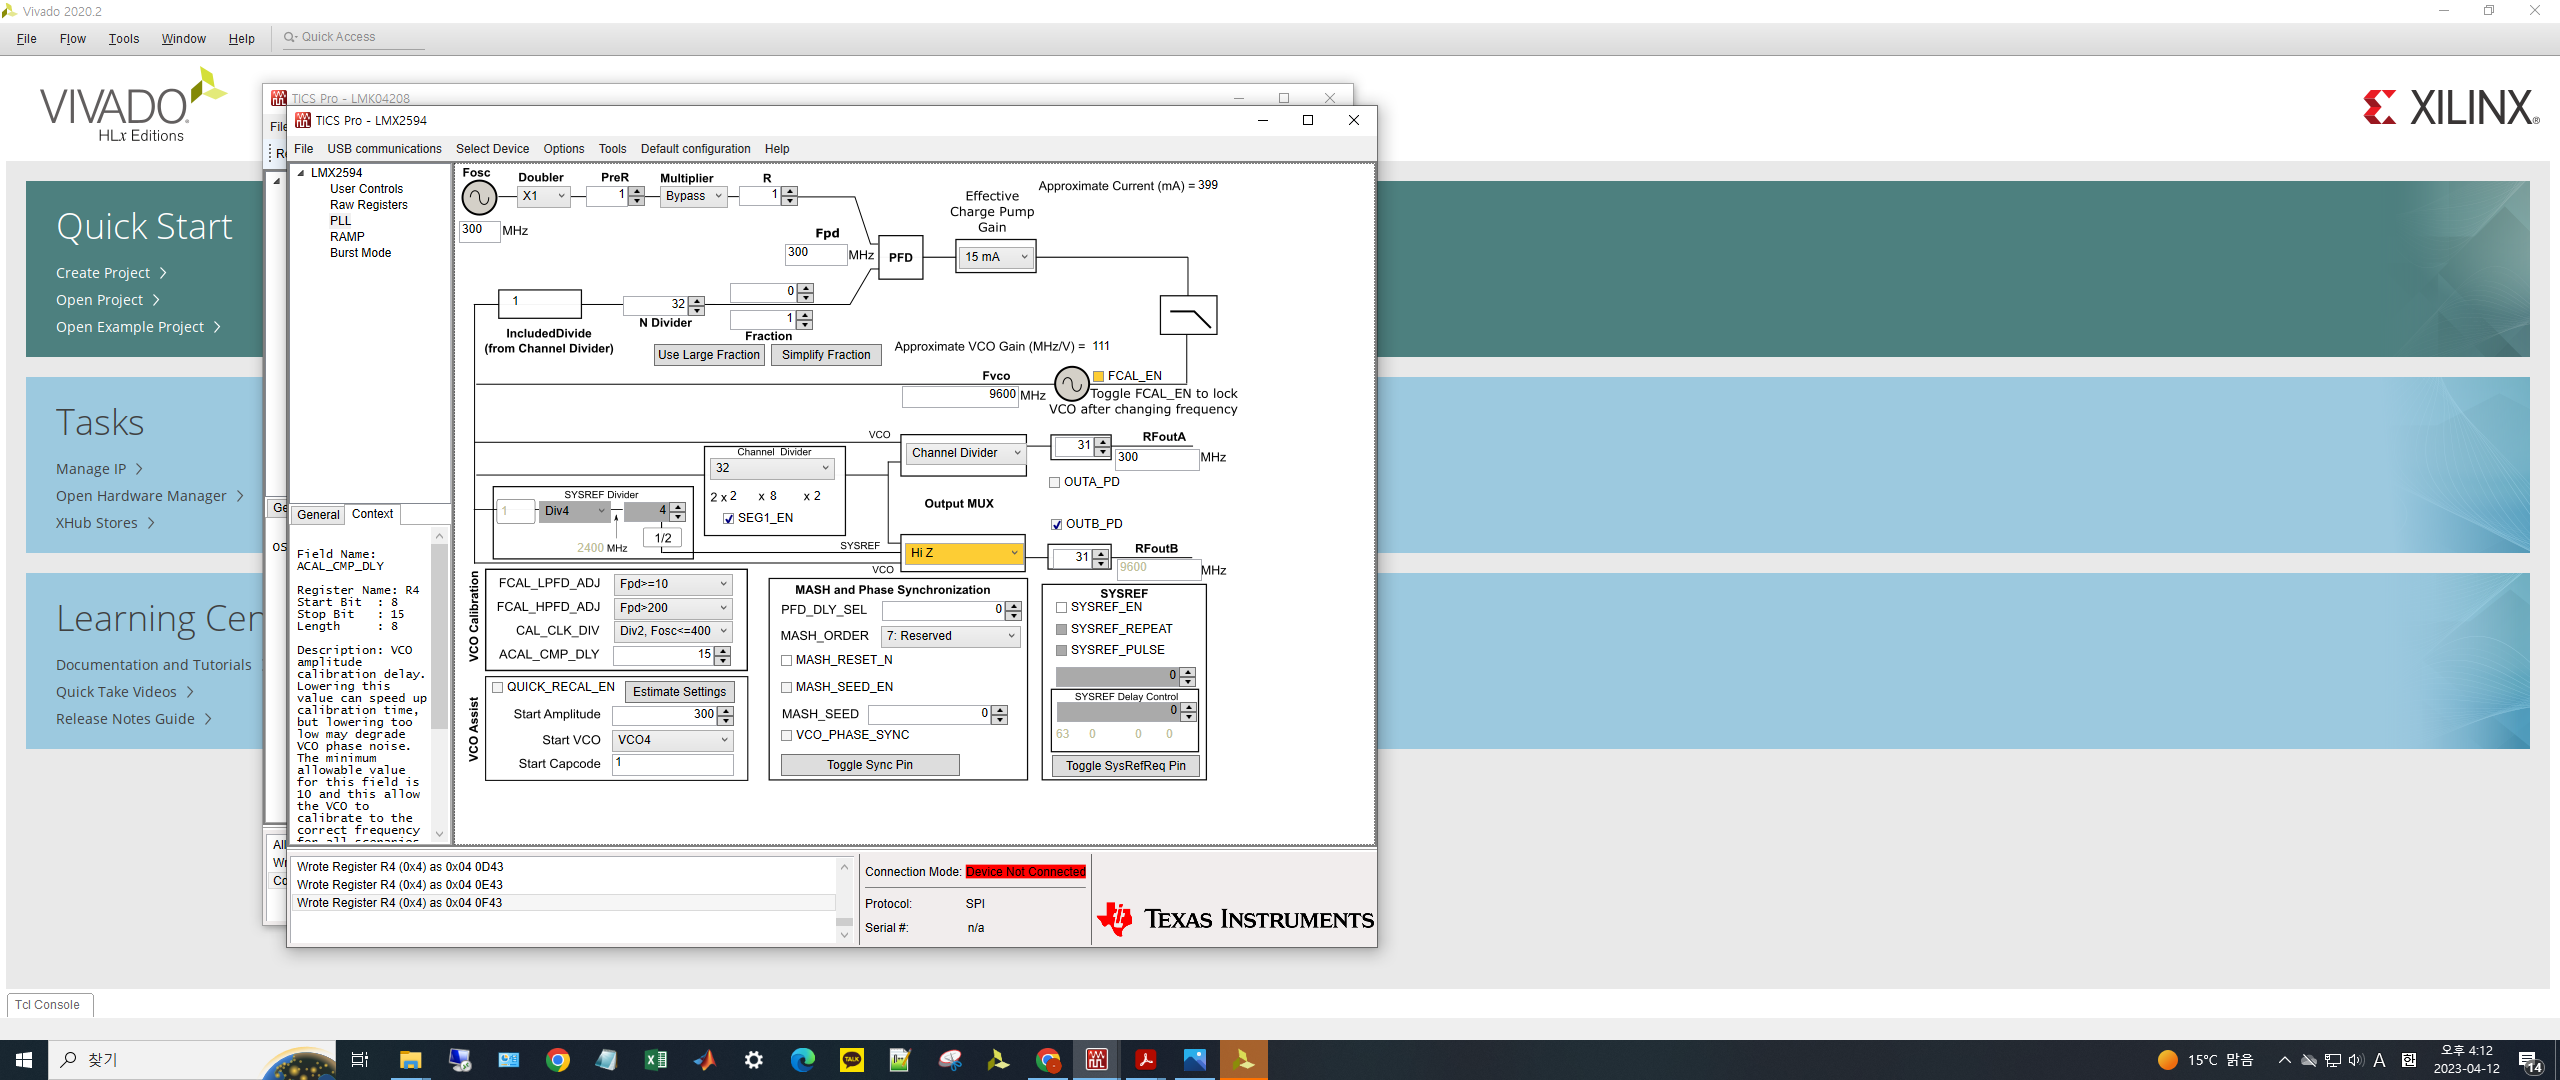 Vivado 2020.2
File Flow Tools Window Help Quick Access
VIVADO
HLx Editions
XILINX
Quick Start
Create Project
Open Project
Open Example Project
Tasks
Manage IP
Open Hardware Manager
XHub Stores
Learning Cen
Documentation and Tutorials
Quick Take Videos
Release Notes Guide
Tcl Console
TICS Pro - LMK04208
File
TICS Pro - LMX2594
File USB communications Select Device Options Tools Default configuration Help
LMX2594
User Controls
Raw Registers
PLL
RAMP
Burst Mode
General Context
Field Name:
ACAL_CMP_DLY
Register Name: R4
Start Bit : 8
Stop Bit : 15
Length : 8
Description: VCO
amplitude
calibration delay.
Lowering this
value can speed up
calibration time,
but lowering too
low may degrade
VCO phase noise.
The minimum
allowable value
for this field is
10 and this allow
the VCO to
calibrate to the
correct frequency
for all scenarios
Fosc Doubler PreR Multiplier R
X1 1 Bypass 1
300 MHz
Approximate Current (mA) = 399
Effective
Charge Pump
Gain
15 mA
Fpd
300 MHz
PFD
1
IncludedDivide
(from Channel Divider)
32
N Divider
0
1
Fraction
Use Large Fraction Simplify Fraction
Approximate VCO Gain (MHz/V) = 111
Fvco
9600 MHz
FCAL_EN
Toggle FCAL_EN to lock
VCO after changing frequency
VCO
Channel Divider
31
RFoutA
300 MHz
OUTA_PD
Channel Divider
32
2 x 2 x 8 x 2
SEG1_EN
SYSREF Divider
1 Div4 4
2400 MHz
1/2
Output MUX
OUTB_PD
SYSREF
Hi Z
VCO
31
RFoutB
9600 MHz
VCO Calibration
FCAL_LPFD_ADJ Fpd>=10
FCAL_HPFD_ADJ Fpd>200
CAL_CLK_DIV Div2, Fosc<=400
ACAL_CMP_DLY 15
VCO Assist
QUICK_RECAL_EN Estimate Settings
Start Amplitude 300
Start VCO VCO4
Start Capcode 1
MASH and Phase Synchronization
PFD_DLY_SEL 0
MASH_ORDER 7: Reserved
MASH_RESET_N
MASH_SEED_EN
MASH_SEED 0
VCO_PHASE_SYNC
Toggle Sync Pin
SYSREF
SYSREF_EN
SYSREF_REPEAT
SYSREF_PULSE
0
SYSREF Delay Control
0
63 0 0 0
Toggle SysRefReq Pin
Wrote Register R4 (0x4) as 0x04 0D43
Wrote Register R4 (0x4) as 0x04 0E43
Wrote Register R4 (0x4) as 0x04 0F43
Connection Mode: Device Not Connected
Protocol: SPI
Serial #: n/a
TEXAS INSTRUMENTS
찾기
TALK
15°C 맑음
A 한
오후 4:12
2023-04-12
14